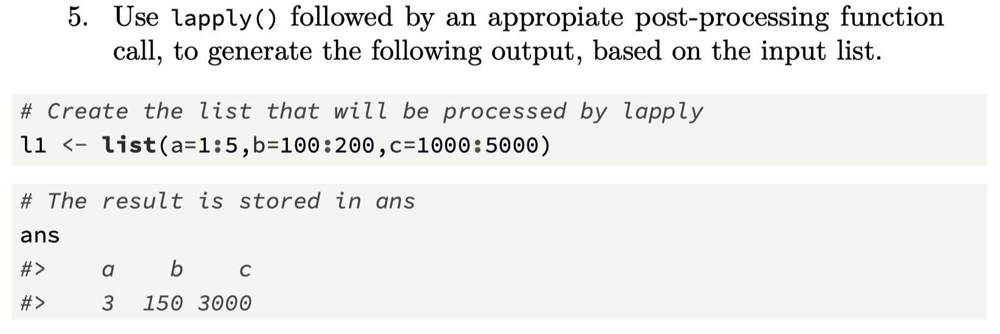 5. Use lapply() followed by an appropiate post-processing function
call, to generate the following output, based on the input list.
# Create the list that will be processed by lapply
l1 <- list(a=1:5,b=100:200,c=1000:5000)
# The result is stored in ans
ans
#>    a    b    c
#>    3  150 3000